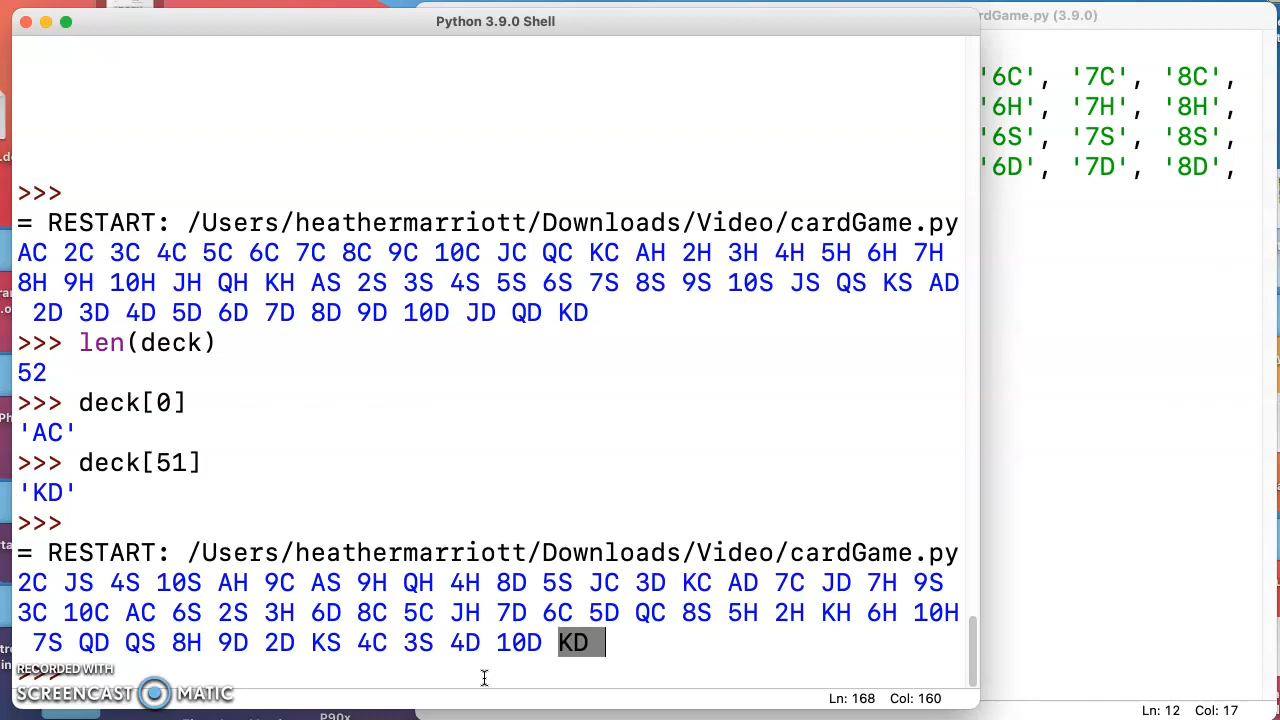 Python 3.9.0 Shell
rdGame.py (3.9.0)
'6C', '7C', '8C',
'6H', '7H', '8H',
'6S', '7S', '8S',
'6D', '7D', '8D',
>>>
= RESTART: /Users/heathermarriott/Downloads/Video/cardGame.py
AC 2C 3C 4C 5C 6C 7C 8C 9C 10C JC QC KC AH 2H 3H 4H 5H 6H 7H
8H 9H 10H JH QH KH AS 2S 3S 4S 5S 6S 7S 8S 9S 10S JS QS KS AD
2D 3D 4D 5D 6D 7D 8D 9D 10D JD QD KD
>>> len(deck)
52
>>> deck[0]
'AC'
>>> deck[51]
'KD'
>>>
= RESTART: /Users/heathermarriott/Downloads/Video/cardGame.py
2C JS 4S 10S AH 9C AS 9H QH 4H 8D 5S JC 3D KC AD 7C JD 7H 9S
3C 10C AC 6S 2S 3H 6D 8C 5C JH 7D 6C 5D QC 8S 5H 2H KH 6H 10H
7S QD QS 8H 9D 2D KS 4C 3S 4D 10D KD
>>>
RECORDED WITH
SCREENCAST MATIC
Ln: 168 Col: 160
Ln: 12 Col: 17
P90x